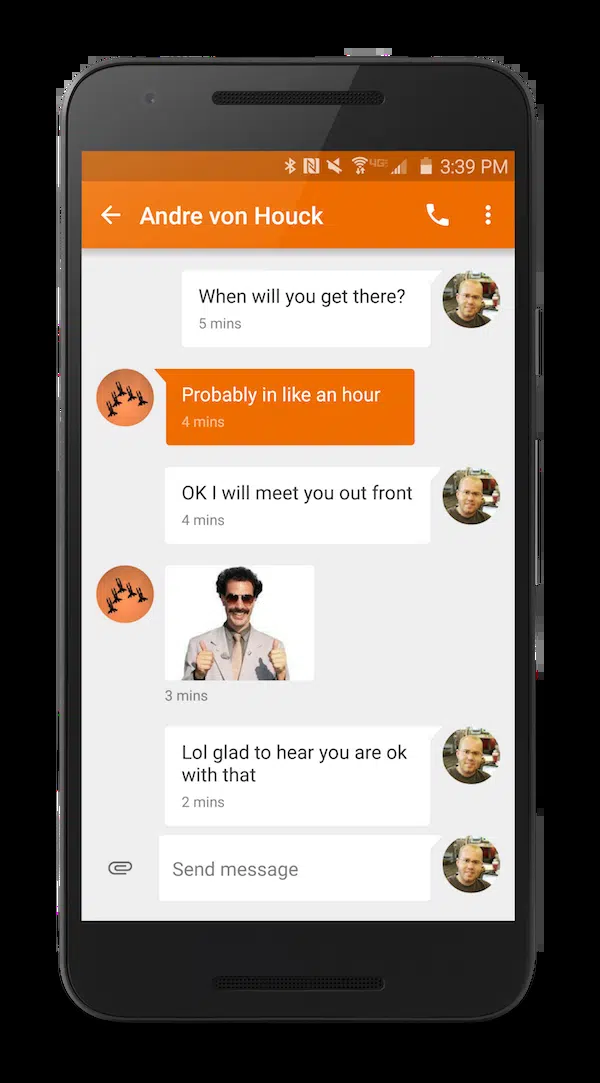 3:39 PM
Andre von Houck
When will you get there?
5 mins
Probably in like an hour
4 mins
OK I will meet you out front
4 mins
3 mins
Lol glad to hear you are ok
with that
2 mins
Send message